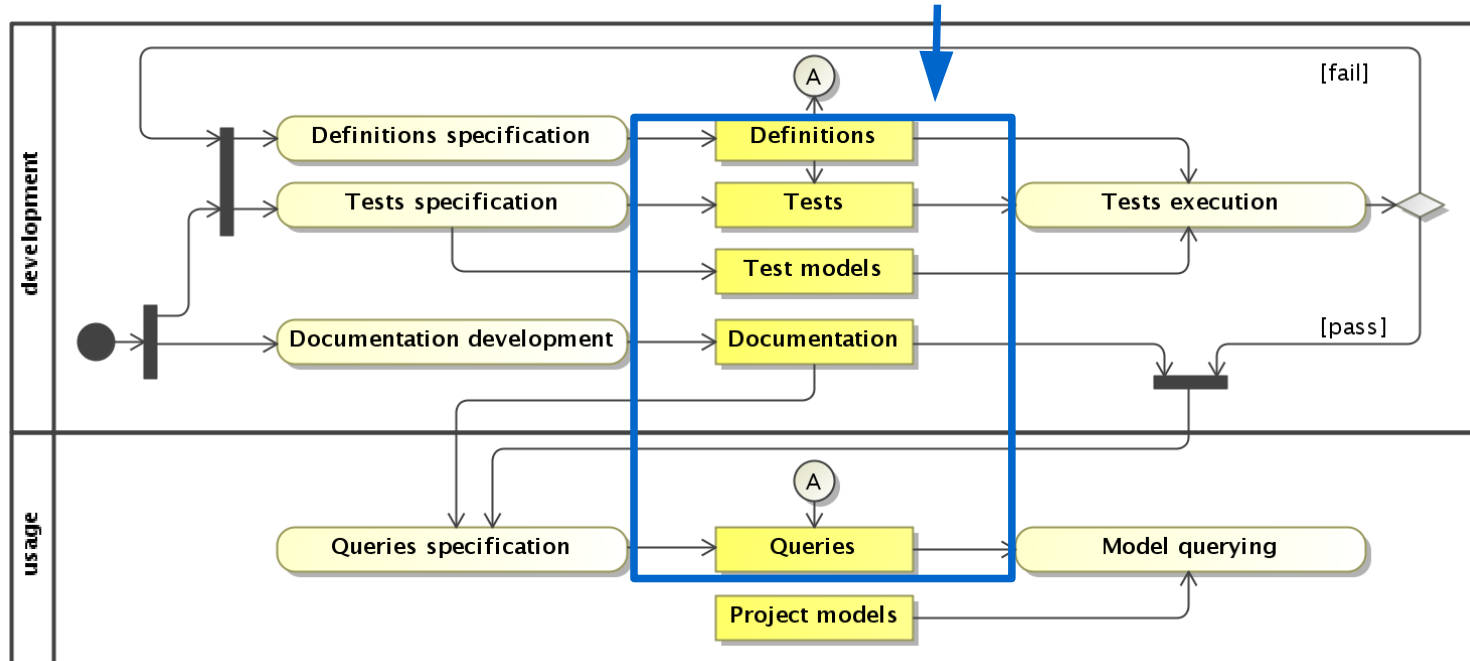 A
[fail]
Definitions specification
Definitions
development
Tests specification
Tests
Tests execution
Test models
Documentation development
Documentation
[pass]
A
usage
Queries specification
Queries
Model querying
Project models